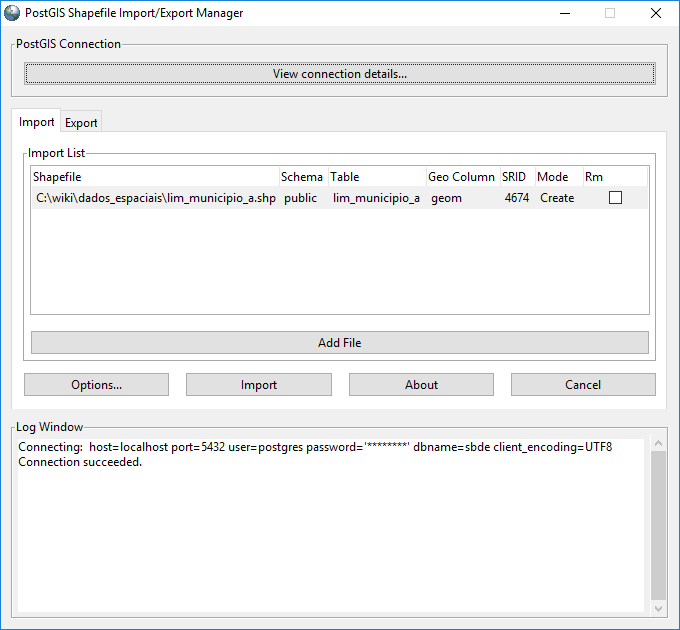 PostGIS Shapefile Import/Export Manager
PostGIS Connection
View connection details...
Import Export
Import List
Shapefile Schema Table Geo Column SRID Mode Rm
C:\wiki\dados_espaciais\lim_municipio_a.shp public lim_municipio_a geom 4674 Create
Add File
Options... Import About Cancel
Log Window
Connecting:  host=localhost port=5432 user=postgres password='********' dbname=sbde client_encoding=UTF8
Connection succeeded.